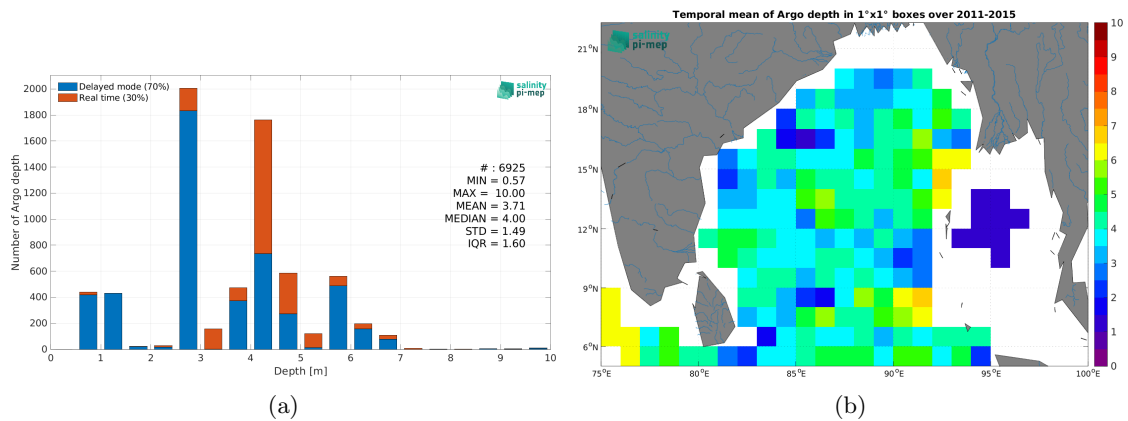 Delayed mode (70%)
Real time (30%)
salinity
pi-mep
# : 6925
MIN = 0.57
MAX = 10.00
MEAN = 3.71
MEDIAN = 4.00
STD = 1.49
IQR = 1.60
Number of Argo depth
2000
1800
1600
1400
1200
1000
800
600
400
200
0
0 1 2 3 4 5 6 7 8 9 10
Depth [m]
(a)
Temporal mean of Argo depth in 1°x1° boxes over 2011-2015
salinity
pi-mep
21°N
18°N
15°N
12°N
9°N
6°N
75°E 80°E 85°E 90°E 95°E 100°E
10
9
8
7
6
5
4
3
2
1
0
(b)